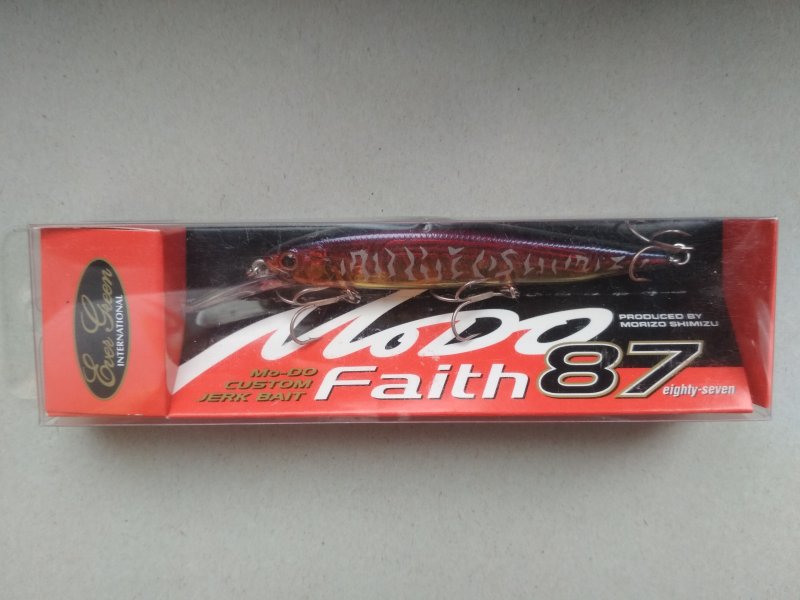 Ever Green
INTERNATIONAL
MoDO
PRODUCED BY
MORIZO SHIMIZU
Mo-DO
CUSTOM
JERK BAIT
Faith 87
eighty-seven